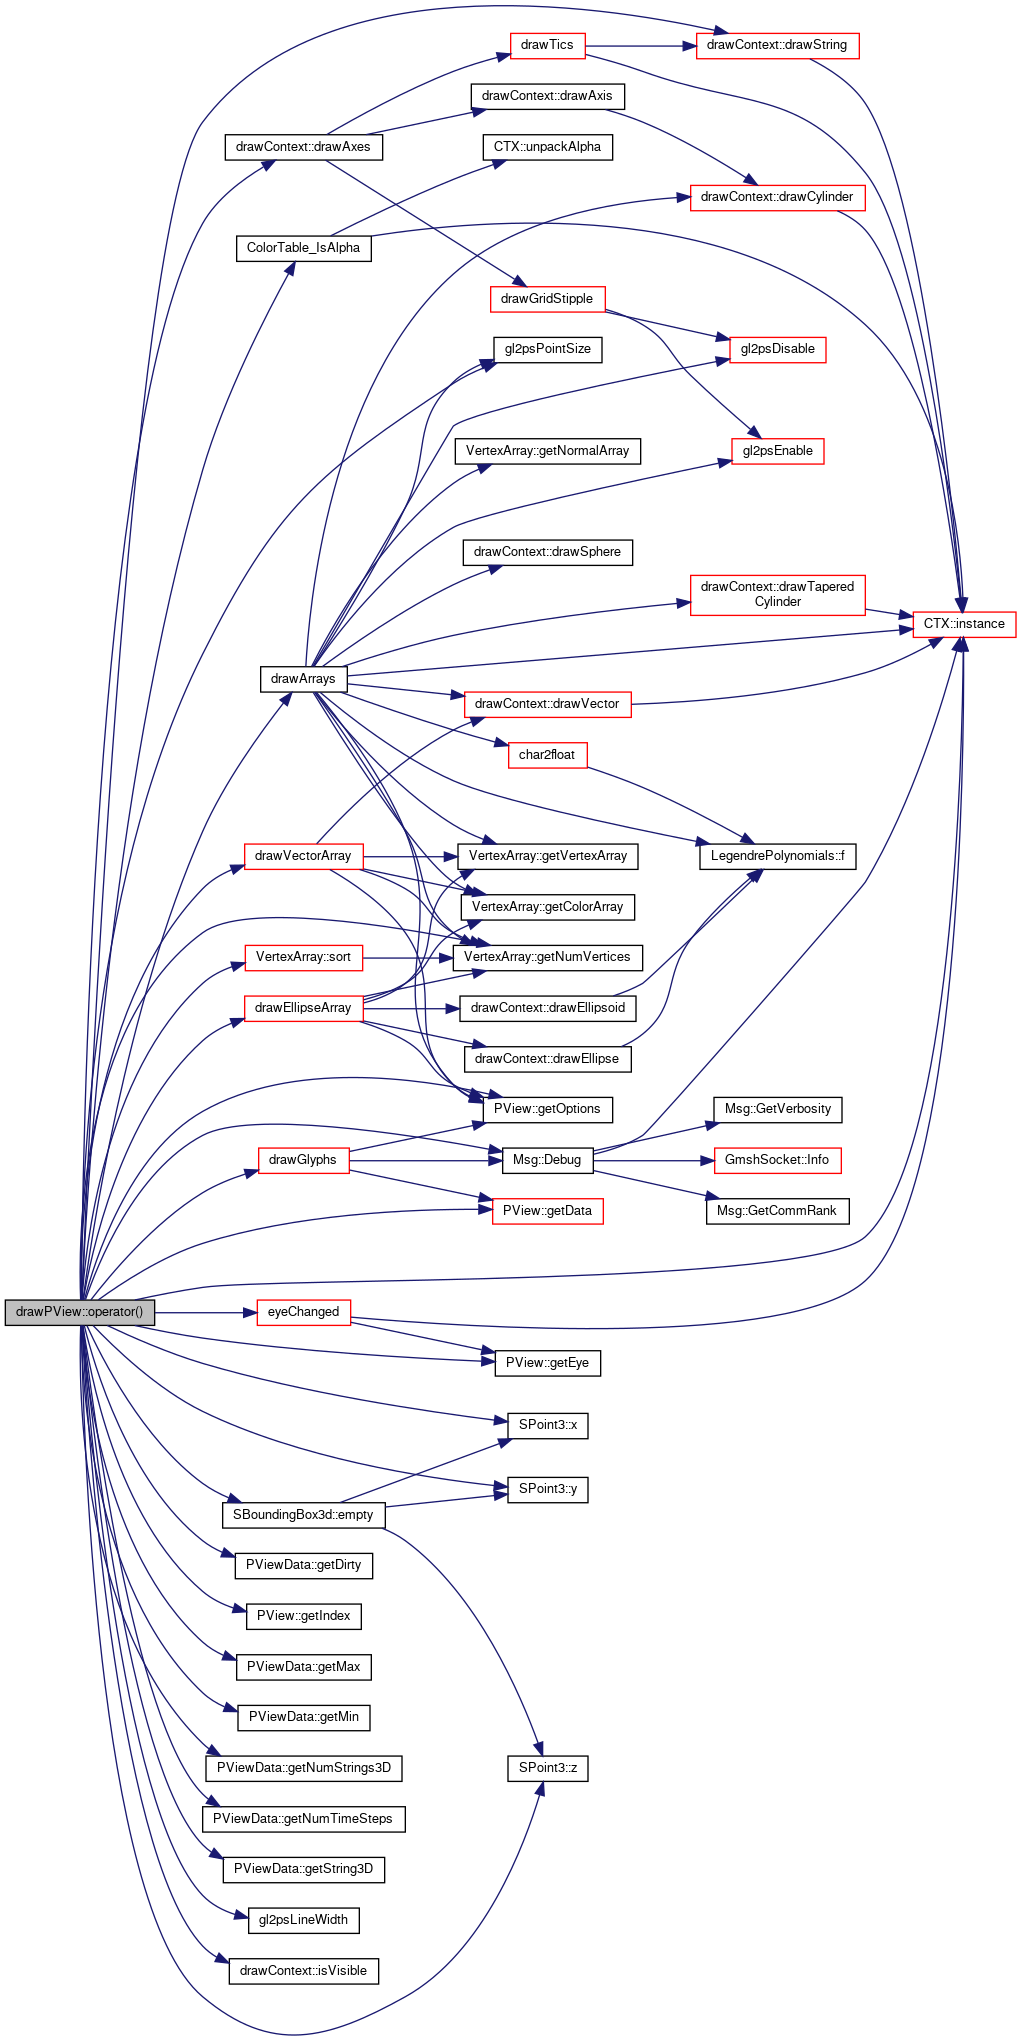 drawTics
drawContext::drawString
drawContext::drawAxis
drawContext::drawAxes
CTX::unpackAlpha
drawContext::drawCylinder
ColorTable_IsAlpha
drawGridStipple
gl2psPointSize
gl2psDisable
VertexArray::getNormalArray
gl2psEnable
drawContext::drawSphere
drawContext::drawTapered
Cylinder
CTX::instance
drawArrays
drawContext::drawVector
char2float
drawVectorArray
VertexArray::getVertexArray
LegendrePolynomials::f
VertexArray::getColorArray
VertexArray::sort
VertexArray::getNumVertices
drawEllipseArray
drawContext::drawEllipsoid
drawContext::drawEllipse
PView::getOptions
Msg::GetVerbosity
drawGlyphs
Msg::Debug
GmshSocket::Info
PView::getData
Msg::GetCommRank
drawPView::operator()
eyeChanged
PView::getEye
SPoint3::x
SPoint3::y
SBoundingBox3d::empty
PViewData::getDirty
PView::getIndex
PViewData::getMax
PViewData::getMin
PViewData::getNumStrings3D
SPoint3::z
PViewData::getNumTimeSteps
PViewData::getString3D
gl2psLineWidth
drawContext::isVisible